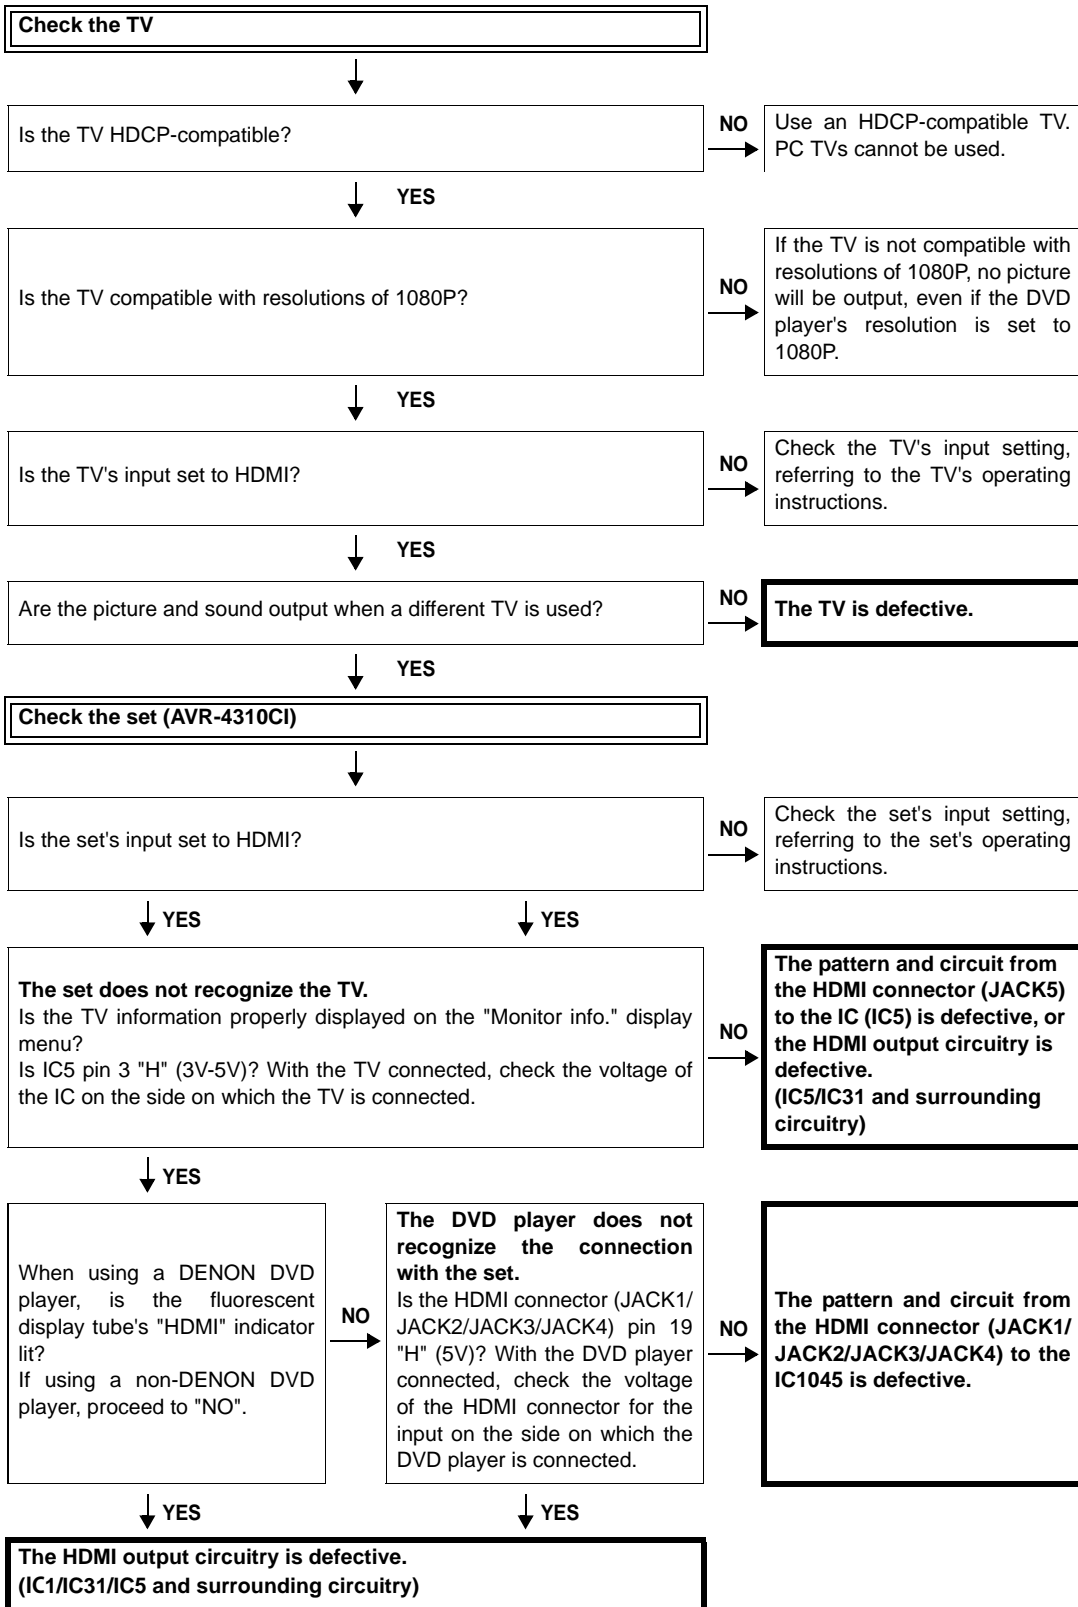 Check the TV
Is the TV HDCP-compatible?
NO
Use an HDCP-compatible TV.
PC TVs cannot be used.
YES
Is the TV compatible with resolutions of 1080P?
NO
If the TV is not compatible with
resolutions of 1080P, no picture
will be output, even if the DVD
player's resolution is set to
1080P.
YES
Is the TV's input set to HDMI?
NO
Check the TV's input setting,
referring to the TV's operating
instructions.
YES
Are the picture and sound output when a different TV is used?
NO
The TV is defective.
YES
Check the set (AVR-4310CI)
Is the set's input set to HDMI?
NO
Check the set's input setting,
referring to the set's operating
instructions.
YES
YES
The set does not recognize the TV.
Is the TV information properly displayed on the "Monitor info." display
menu?
Is IC5 pin 3 "H" (3V-5V)? With the TV connected, check the voltage of
the IC on the side on which the TV is connected.
NO
The pattern and circuit from
the HDMI connector (JACK5)
to the IC (IC5) is defective, or
the HDMI output circuitry is
defective.
(IC5/IC31 and surrounding
circuitry)
YES
When using a DENON DVD
player, is the fluorescent
display tube's "HDMI" indicator
lit?
If using a non-DENON DVD
player, proceed to "NO".
NO
The DVD player does not
recognize the connection
with the set.
Is the HDMI connector (JACK1/
JACK2/JACK3/JACK4) pin 19
"H" (5V)? With the DVD player
connected, check the voltage
of the HDMI connector for the
input on the side on which the
DVD player is connected.
NO
The pattern and circuit from
the HDMI connector (JACK1/
JACK2/JACK3/JACK4) to the
IC1045 is defective.
YES
YES
The HDMI output circuitry is defective.
(IC1/IC31/IC5 and surrounding circuitry)